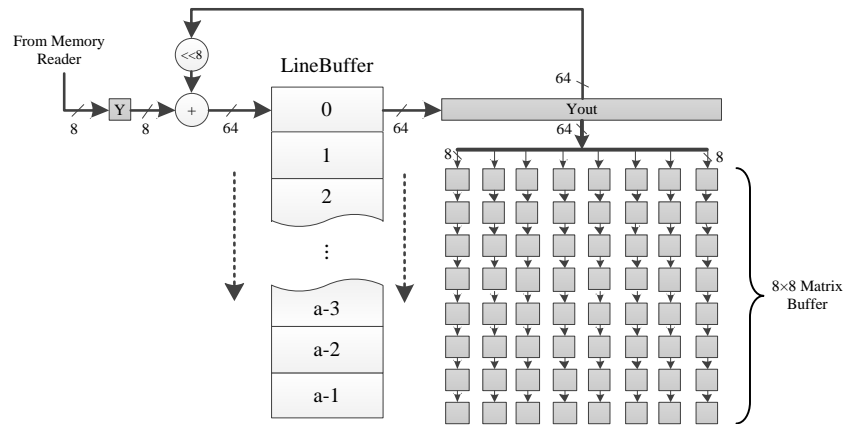 From Memory
Reader
<<8
LineBuffer
64
Y
+
8
8
64
64
Yout
64
0
1
2
⋮
a-3
a-2
a-1
8
8
8×8 Matrix
Buffer